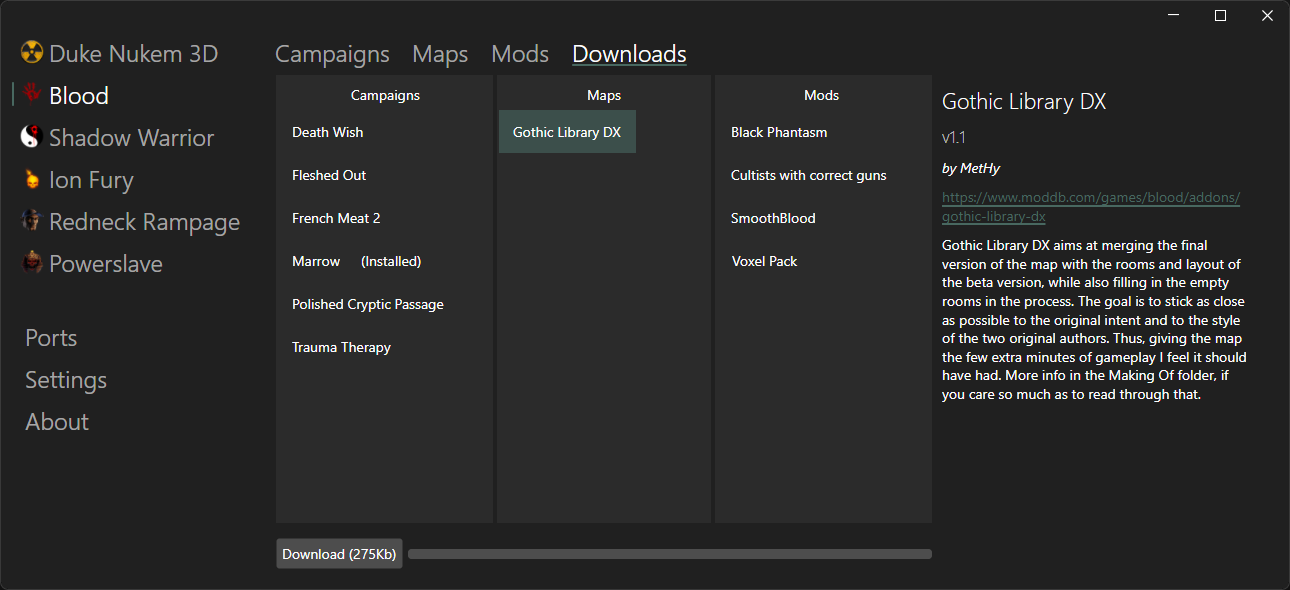 Duke Nukem 3D
Blood
Shadow Warrior
Ion Fury
Redneck Rampage
Powerslave
Ports
Settings
About
Campaigns Maps Mods Downloads
Campaigns
Death Wish
Fleshed Out
French Meat 2
Marrow (Installed)
Polished Cryptic Passage
Trauma Therapy
Maps
Gothic Library DX
Mods
Black Phantasm
Cultists with correct guns
SmoothBlood
Voxel Pack
Download (275Kb)
Gothic Library DX
v1.1
by MetHy
https://www.moddb.com/games/blood/addons/
gothic-library-dx
Gothic Library DX aims at merging the final
version of the map with the rooms and layout of
the beta version, while also filling in the empty
rooms in the process. The goal is to stick as close
as possible to the original intent and to the style
of the two original authors. Thus, giving the map
the few extra minutes of gameplay I feel it should
have had. More info in the Making Of folder, if
you care so much as to read through that.